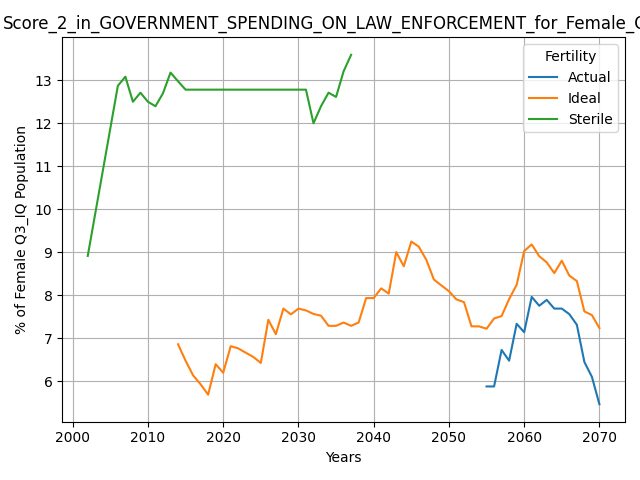 Score_2_in_GOVERNMENT_SPENDING_ON_LAW_ENFORCEMENT_for_Female_
Fertility
Actual
Ideal
Sterile
% of Female Q3_IQ Population
13
12
11
10
9
8
7
6
2000 2010 2020 2030 2040 2050 2060 2070
Years